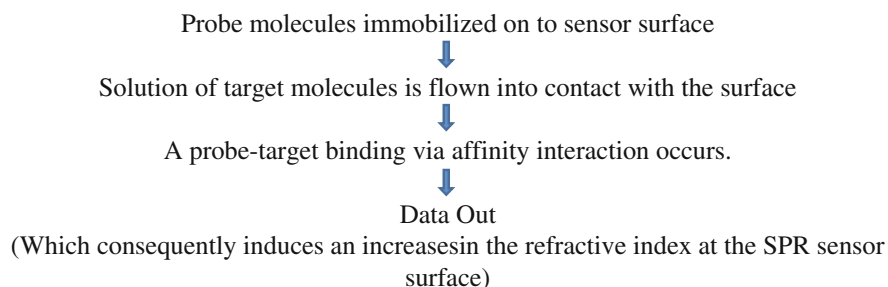 Probe molecules immobilized on to sensor surface
Solution of target molecules is flown into contact with the surface
A probe-target binding via affinity interaction occurs.
Data Out
(Which consequently induces an increasesin the refractive index at the SPR sensor
surface)